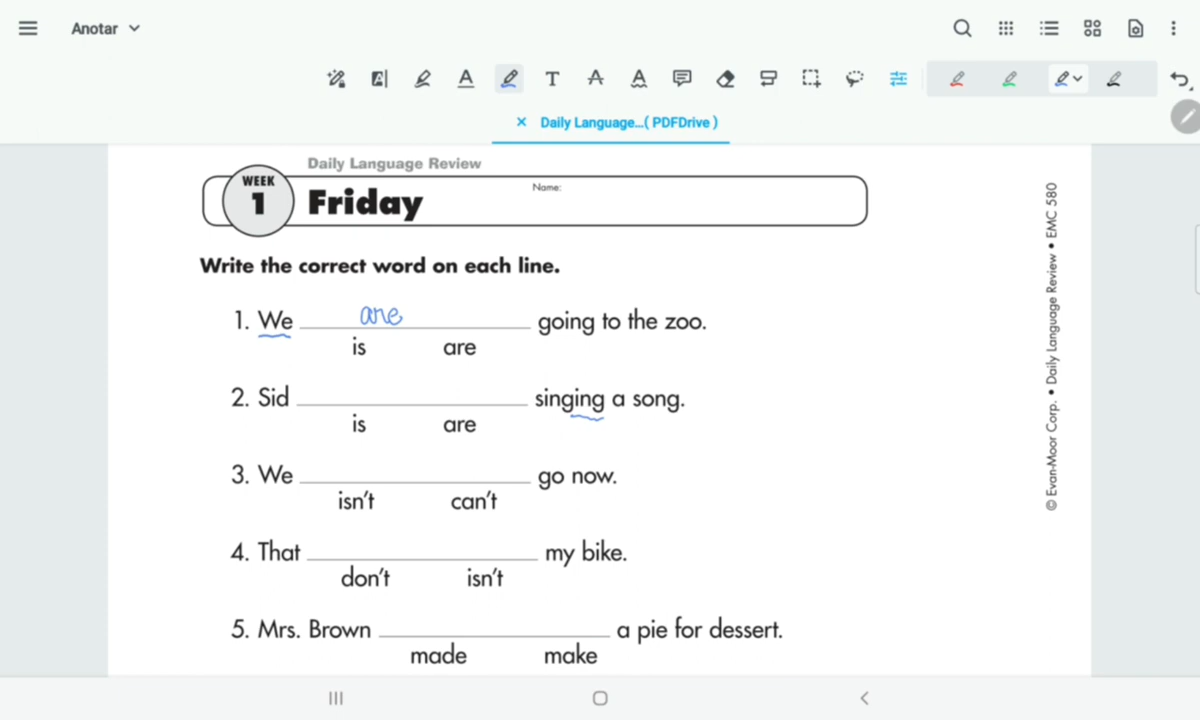 Anotar
Daily Language...( PDFDrive )
Daily Language Review
WEEK
1
Friday
Name:
Write the correct word on each line.
1. We are going to the zoo.
is are
2. Sid singing a song.
is are
3. We go now.
isn't can't
4. That my bike.
don't isn't
5. Mrs. Brown a pie for dessert.
made make
© Evan-Moor Corp. • Daily Language Review • EMC 580